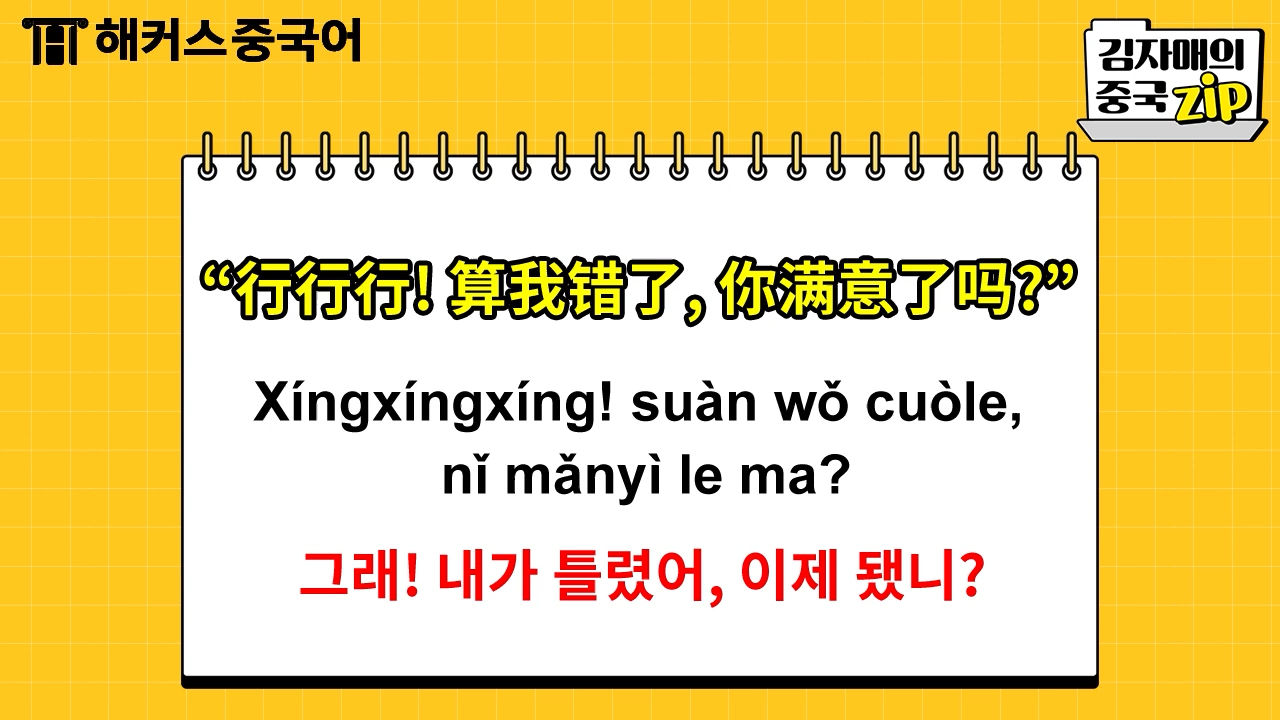 해커스중국어
김자매의
중국zip
“行行行! 算我错了, 你满意了吗?”
Xíngxíngxíng! suàn wǒ cuòle,
nǐ mǎnyì le ma?
그래! 내가 틀렸어, 이제 됐니?